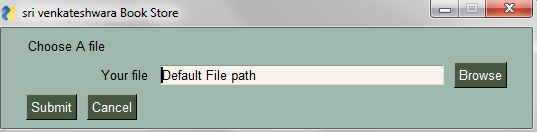 sri venkateshwara Book Store
Choose A file
Your file Default File path Browse
Submit Cancel